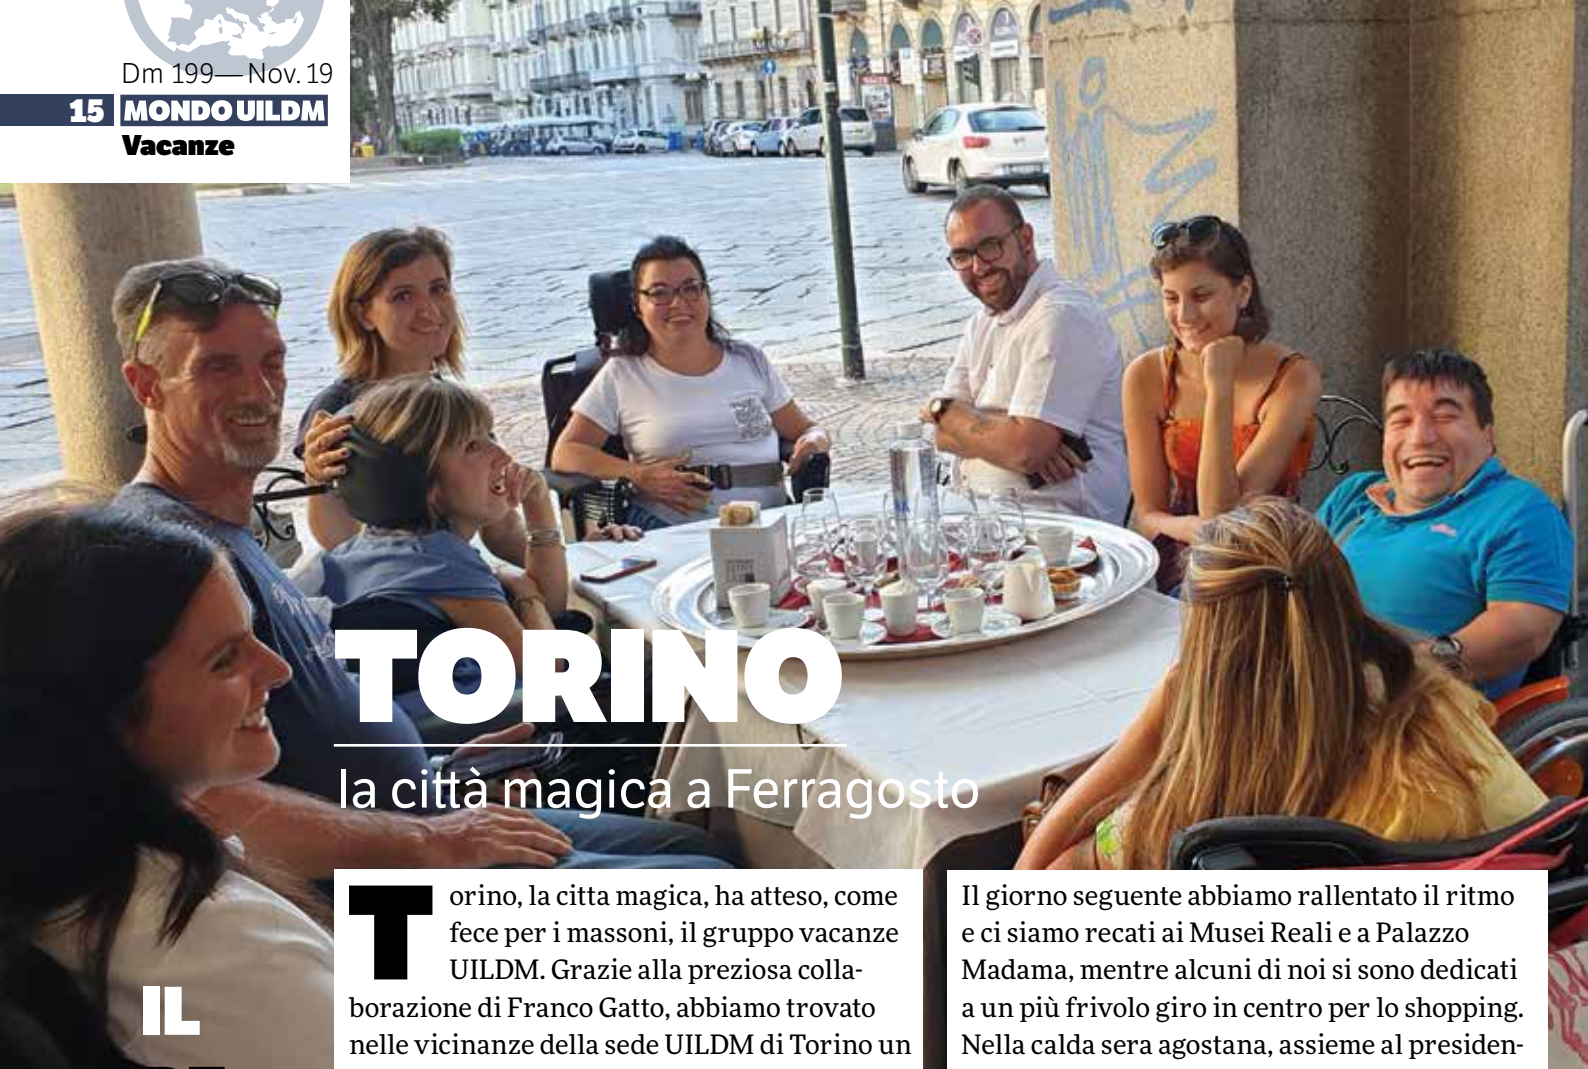 Dm 199—Nov. 19
15 MONDO UILDM
Vacanze
TORINO
la città magica a Ferragosto
Torino, la citta magica, ha atteso, come
fece per i massoni, il gruppo vacanze
UILDM. Grazie alla preziosa colla-
borazione di Franco Gatto, abbiamo trovato
nelle vicinanze della sede UILDM di Torino un
Il giorno seguente abbiamo rallentato il ritmo
e ci siamo recati ai Musei Reali e a Palazzo
Madama, mentre alcuni di noi si sono dedicati
a un più frivolo giro in centro per lo shopping.
Nella calda sera agostana, assieme al presiden-
IL